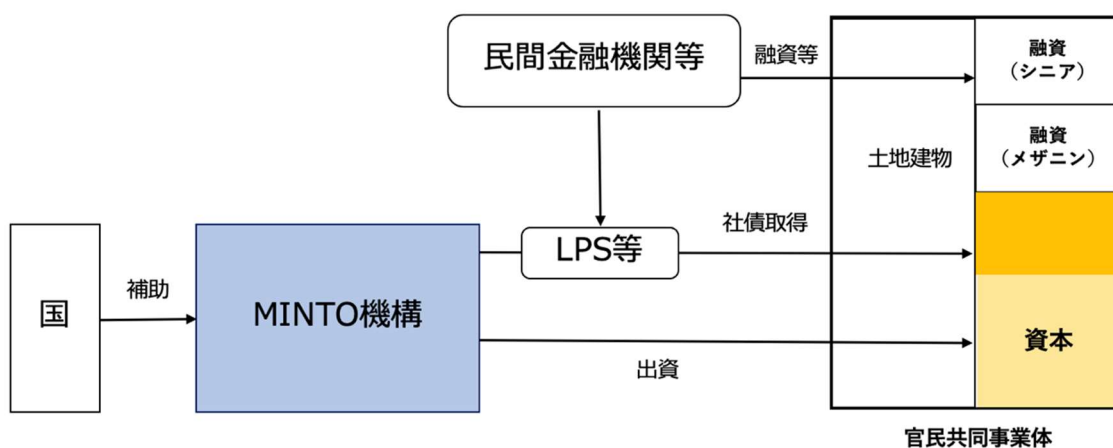 民間金融機関等
融資等
融資
(シニア)
融資
(メザニン)
土地建物
社債取得
LPS等
国
補助
MINTO機構
出資
資本
官民共同事業体